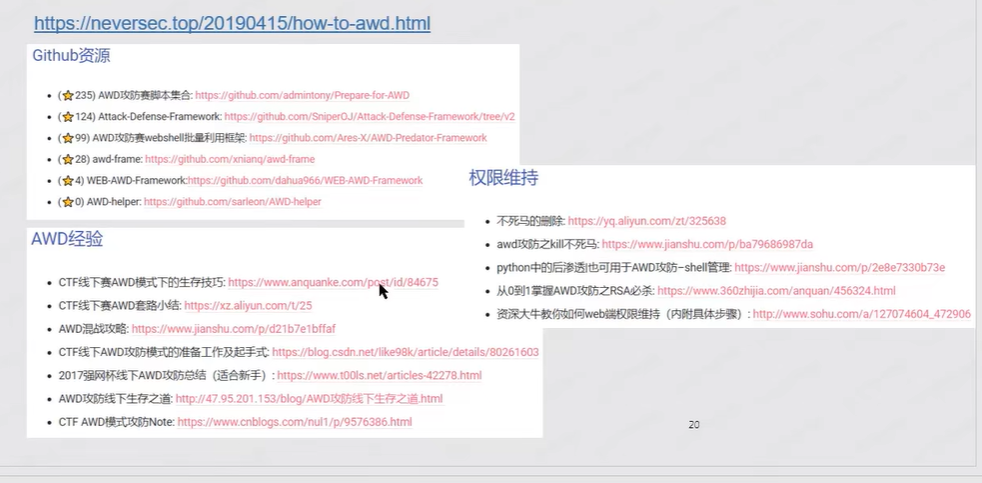 https://neversec.top/20190415/how-to-awd.html
Github资源
(⭐235) AWD攻防赛脚本集合: https://github.com/admintony/Prepare-for-AWD
(⭐124) Attack-Defense-Framework: https://github.com/SniperOJ/Attack-Defense-Framework/tree/v2
(⭐99) AWD攻防赛webshell批量利用框架: https://github.com/Ares-X/AWD-Predator-Framework
(⭐28) awd-frame: https://github.com/xnianq/awd-frame
(⭐4) WEB-AWD-Framework:https://github.com/dahua966/WEB-AWD-Framework
(⭐0) AWD-helper: https://github.com/sarleon/AWD-helper
AWD经验
CTF线下赛AWD模式下的生存技巧: https://www.anquanke.com/post/id/84675
CTF线下赛AWD套路小结: https://xz.aliyun.com/t/25
AWD混战攻略: https://www.jianshu.com/p/d21b7e1bffaf
CTF线下AWD攻防模式的准备工作及起手式: https://blog.csdn.net/like98k/article/details/80261603
2017强网杯线下AWD攻防总结（适合新手）: https://www.t00ls.net/articles-42278.html
AWD攻防线下生存之道: http://47.95.201.153/blog/AWD攻防线下生存之道.html
CTF AWD模式攻防Note: https://www.cnblogs.com/nul1/p/9576386.html
权限维持
不死马的删除: https://yq.aliyun.com/zt/325638
awd攻防之kill不死马: https://www.jianshu.com/p/ba79686987da
python中的后渗透|也可用于AWD攻防–shell管理: https://www.jianshu.com/p/2e8e7330b73e
从0到1掌握AWD攻防之RSA必杀: https://www.360zhijia.com/anquan/456324.html
资深大牛教你如何web端权限维持（内附具体步骤）: http://www.sohu.com/a/127074604_472906
20